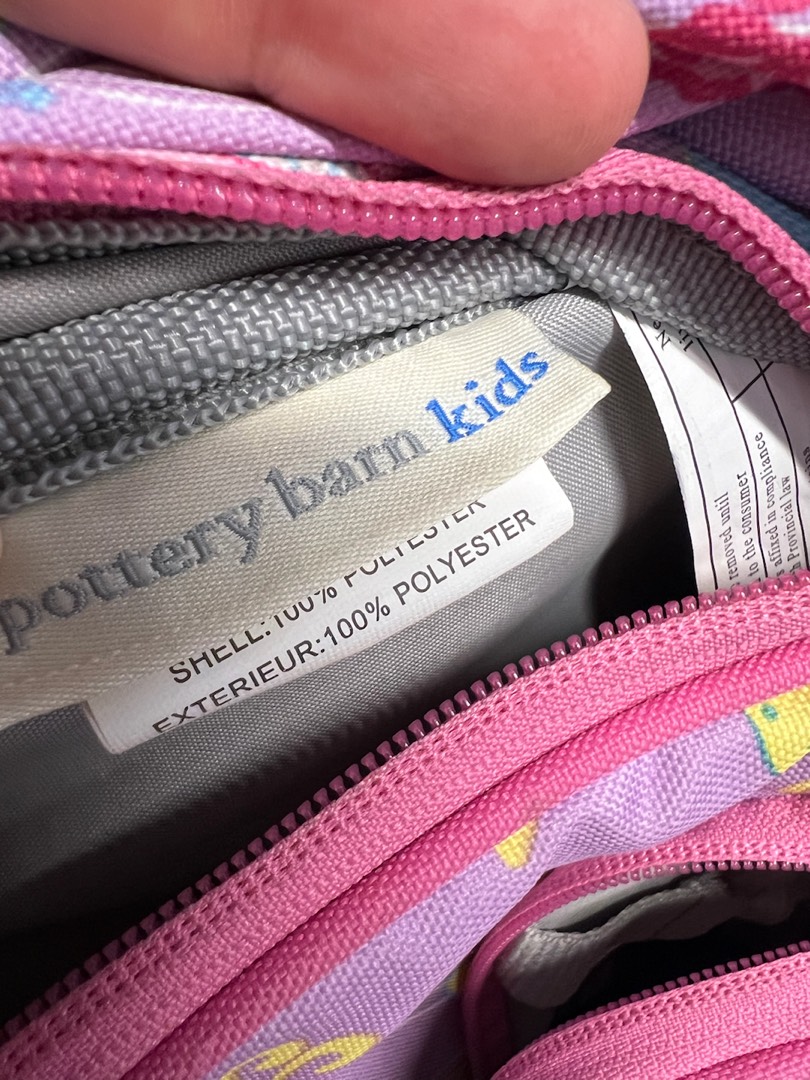 pottery barn kids
SHELL:100% POLYESTER
EXTERIEUR:100% POLYESTER
removed until
to the consumer
affixed in compliance
Provincial law